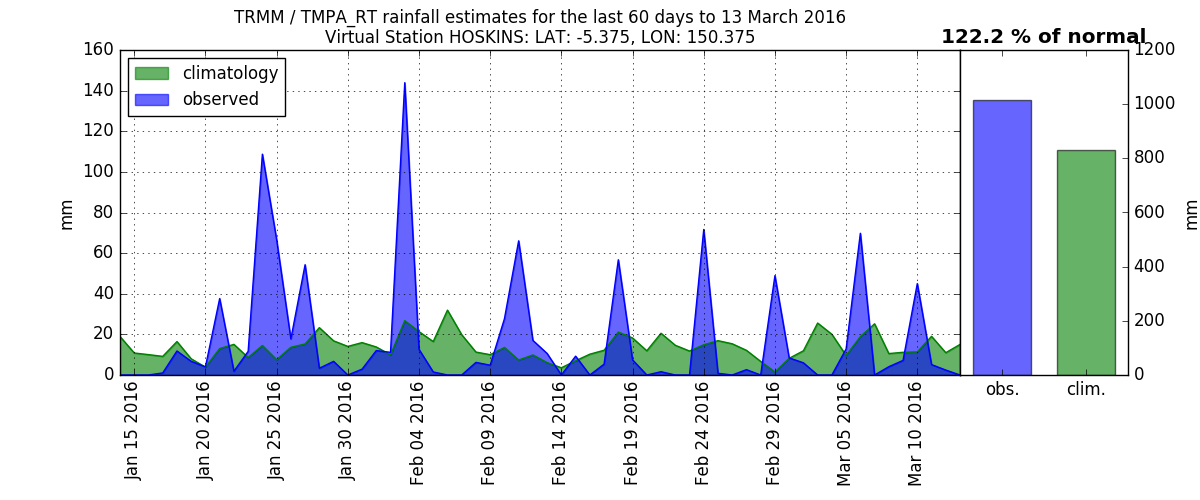 TRMM / TMPA_RT rainfall estimates for the last 60 days to 13 March 2016
Virtual Station HOSKINS: LAT: -5.375, LON: 150.375
122.2 % of normal
climatology
observed
160
140
120
100
80
60
40
20
0
mm
Jan 15 2016
Jan 20 2016
Jan 25 2016
Jan 30 2016
Feb 04 2016
Feb 09 2016
Feb 14 2016
Feb 19 2016
Feb 24 2016
Feb 29 2016
Mar 05 2016
Mar 10 2016
1200
1000
800
600
400
200
0
mm
obs.
clim.